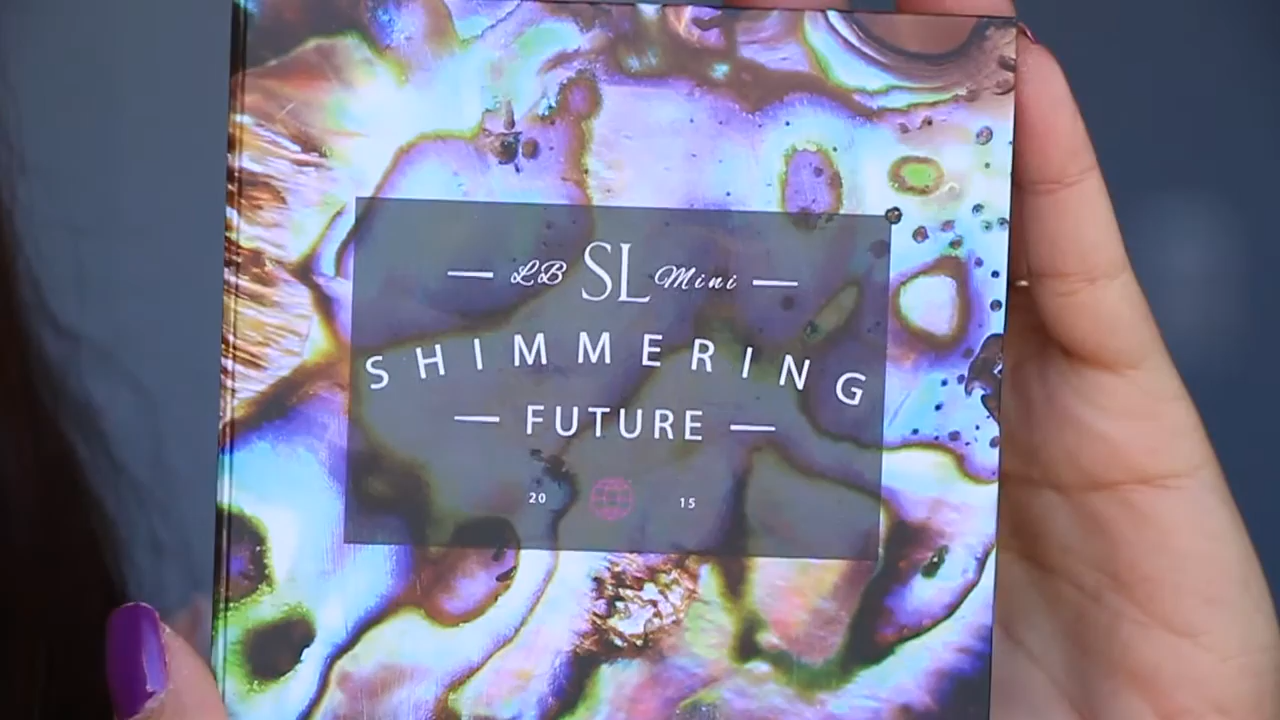 — LB SL Mini —
SHIMMERING
— FUTURE —
20 15